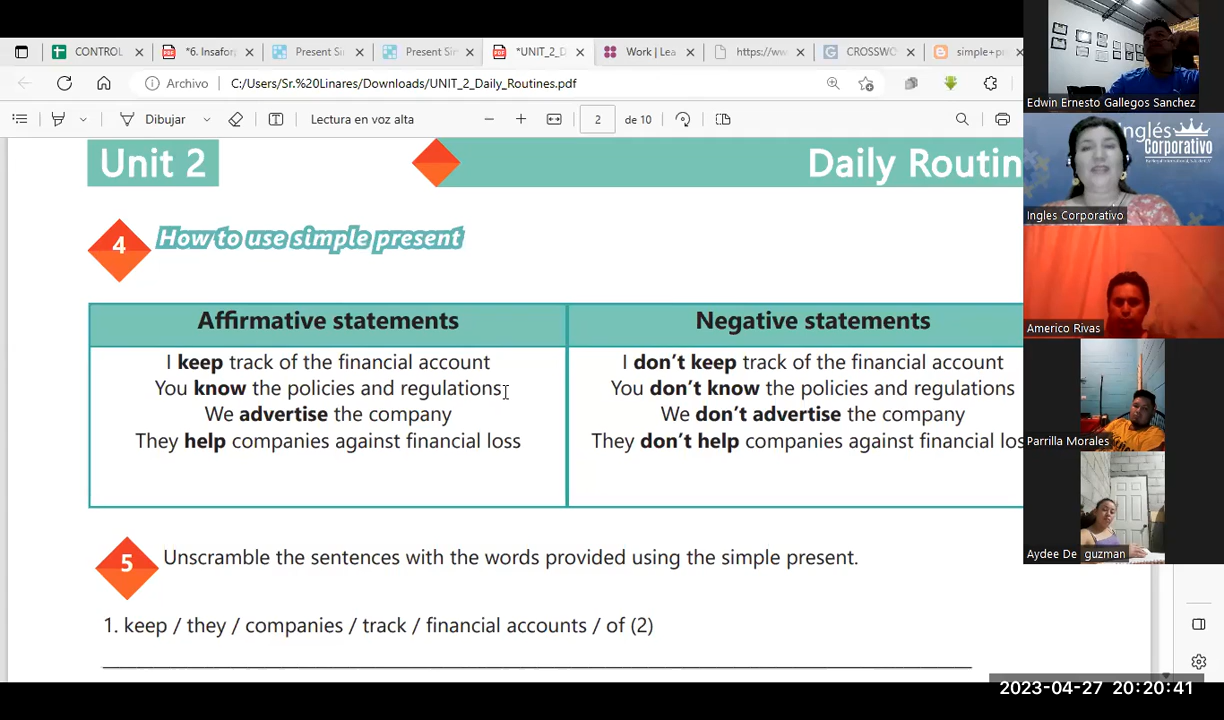 CONTROL
*6. Insafor
Present Si
Present Sim
*UNIT_2_D
Work | Lea
https://ww
CROSSWO
simple+p
Archivo
C:/Users/Sr.%20Linares/Downloads/UNIT_2_Daily_Routines.pdf
Dibujar
Lectura en voz alta
2
de 10
Unit 2
Daily Routin
4
How to use simple present
Affirmative statements
I keep track of the financial account
You know the policies and regulations
We advertise the company
They help companies against financial loss
Negative statements
I don't keep track of the financial account
You don't know the policies and regulations
We don't advertise the company
They don't help companies against financial los
5
Unscramble the sentences with the words provided using the simple present.
1. keep / they / companies / track / financial accounts / of (2)
Edwin Ernesto Gallegos Sanchez
Inglés
Corporativo
Ingles Corporativo
Americo Rivas
Parrilla Morales
Aydee De guzman
2023-04-27 20:20:41